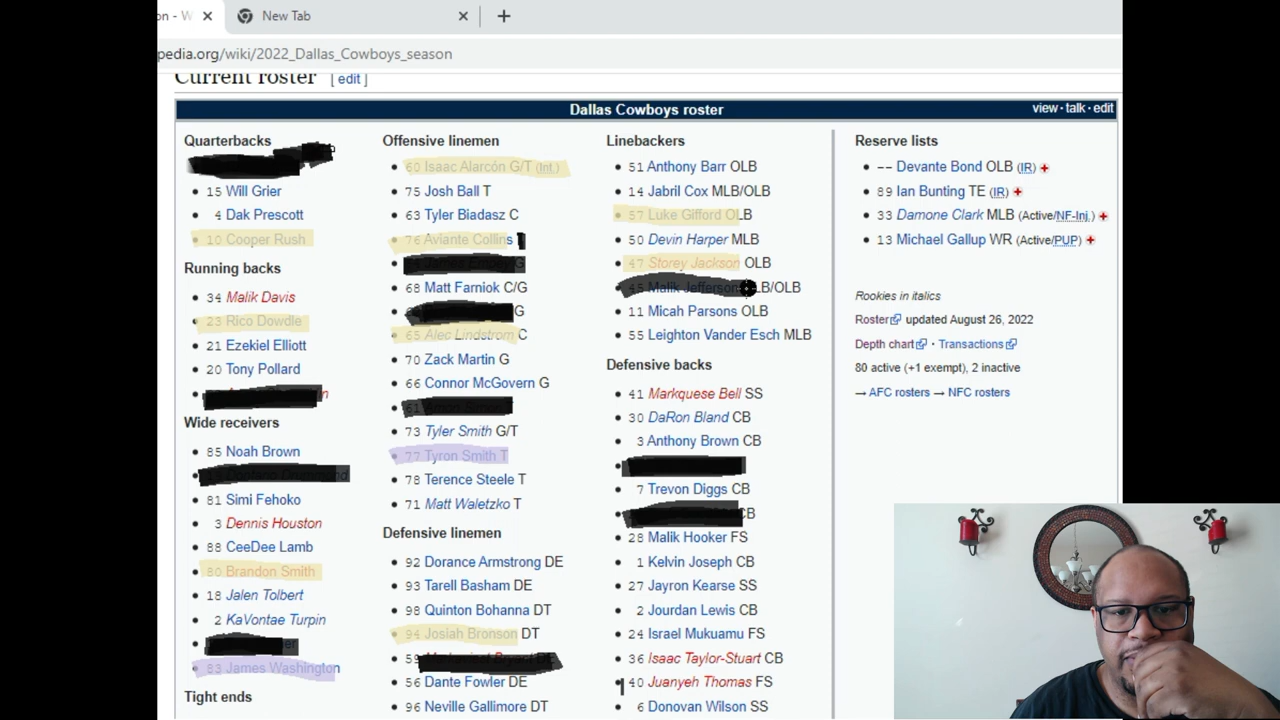 on - W
New Tab
pedia.org/wiki/2022_Dallas_Cowboys_season
Current roster [ edit ]
Dallas Cowboys roster
view · talk · edit
Quarterbacks
15 Will Grier
4 Dak Prescott
10 Cooper Rush
Running backs
34 Malik Davis
23 Rico Dowdle
21 Ezekiel Elliott
20 Tony Pollard
n
Wide receivers
85 Noah Brown
81 Simi Fehoko
3 Dennis Houston
88 CeeDee Lamb
80 Brandon Smith
18 Jalen Tolbert
2 KaVontae Turpin
83 James Washington
Tight ends
Offensive linemen
60 Isaac Alarcón G/T (Int.)
75 Josh Ball T
63 Tyler Biadasz C
76 Aviante Collins
68 Matt Farniok C/G
G
65 Alec Lindstrom C
70 Zack Martin G
66 Connor McGovern G
73 Tyler Smith G/T
77 Tyron Smith T
78 Terence Steele T
71 Matt Waletzko T
Defensive linemen
92 Dorance Armstrong DE
93 Tarell Basham DE
98 Quinton Bohanna DT
94 Josiah Bronson DT
59
56 Dante Fowler DE
96 Neville Gallimore DT
Linebackers
51 Anthony Barr OLB
14 Jabril Cox MLB/OLB
57 Luke Gifford OLB
50 Devin Harper MLB
47 Storey Jackson OLB
45 Malik Jefferson LB/OLB
11 Micah Parsons OLB
55 Leighton Vander Esch MLB
Defensive backs
41 Markquese Bell SS
30 DaRon Bland CB
3 Anthony Brown CB
7 Trevon Diggs CB
CB
28 Malik Hooker FS
1 Kelvin Joseph CB
27 Jayron Kearse SS
2 Jourdan Lewis CB
24 Israel Mukuamu FS
36 Isaac Taylor-Stuart CB
40 Juanyeh Thomas FS
6 Donovan Wilson SS
Reserve lists
-- Devante Bond OLB (IR)
89 Ian Bunting TE (IR)
33 Damone Clark MLB (Active/NF-Inj.)
13 Michael Gallup WR (Active/PUP)
Rookies in italics
Roster updated August 26, 2022
Depth chart · Transactions
80 active (+1 exempt), 2 inactive
→ AFC rosters → NFC rosters